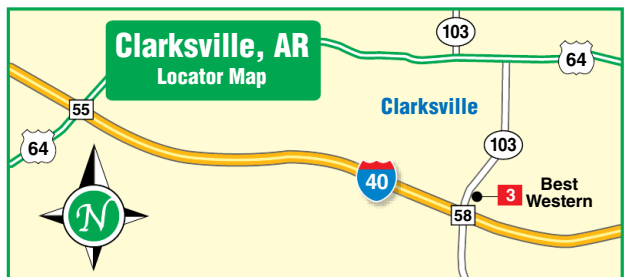 Clarksville, AR
Locator Map
103
64
55
Clarksville
64
103
40
3
Best
Western
58
N